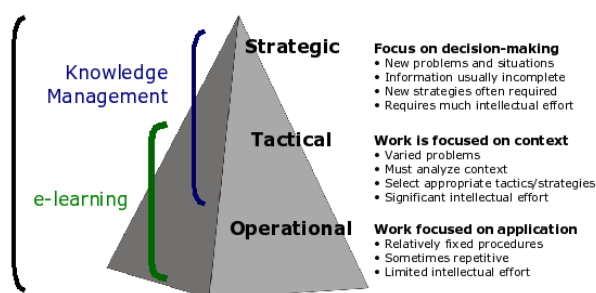 Strategic
Knowledge
Management
Focus on decision-making
• New problems and situations
• Information usually incomplete
• New strategies often required
• Requires much intellectual effort
Tactical
Work is focused on context
• Varied problems
• Must analyze context
• Select appropriate tactics/strategies
• Significant intellectual effort
e-learning
Operational
Work focused on application
• Relatively fixed procedures
• Sometimes repetitive
• Limited intellectual effort